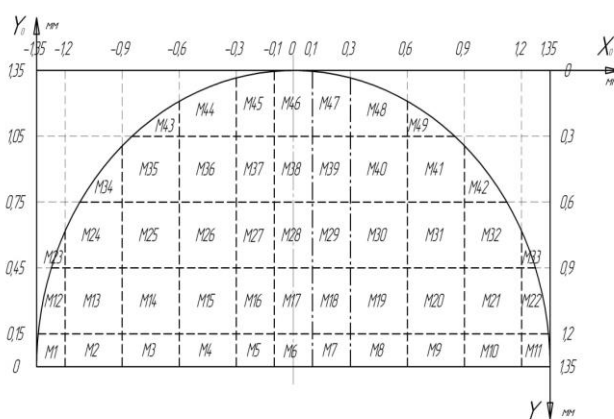 Y₀ мм X₀ мм
-1,35 -1,2 -0,9 -0,6 -0,3 -0,1 0 0,1 0,3 0,6 0,9 1,2 1,35
1,35 0
M45 M46 M47
M44 M48
M43 M49
1,05 0,3
M35 M36 M37 M38 M39 M40 M41
M34 M42
0,75 0,6
M24 M25 M26 M27 M28 M29 M30 M31 M32
M23 M33
0,45 0,9
M12 M13 M14 M15 M16 M17 M18 M19 M20 M21 M22
0,15 1,2
M1 M2 M3 M4 M5 M6 M7 M8 M9 M10 M11
0 1,35
Y мм